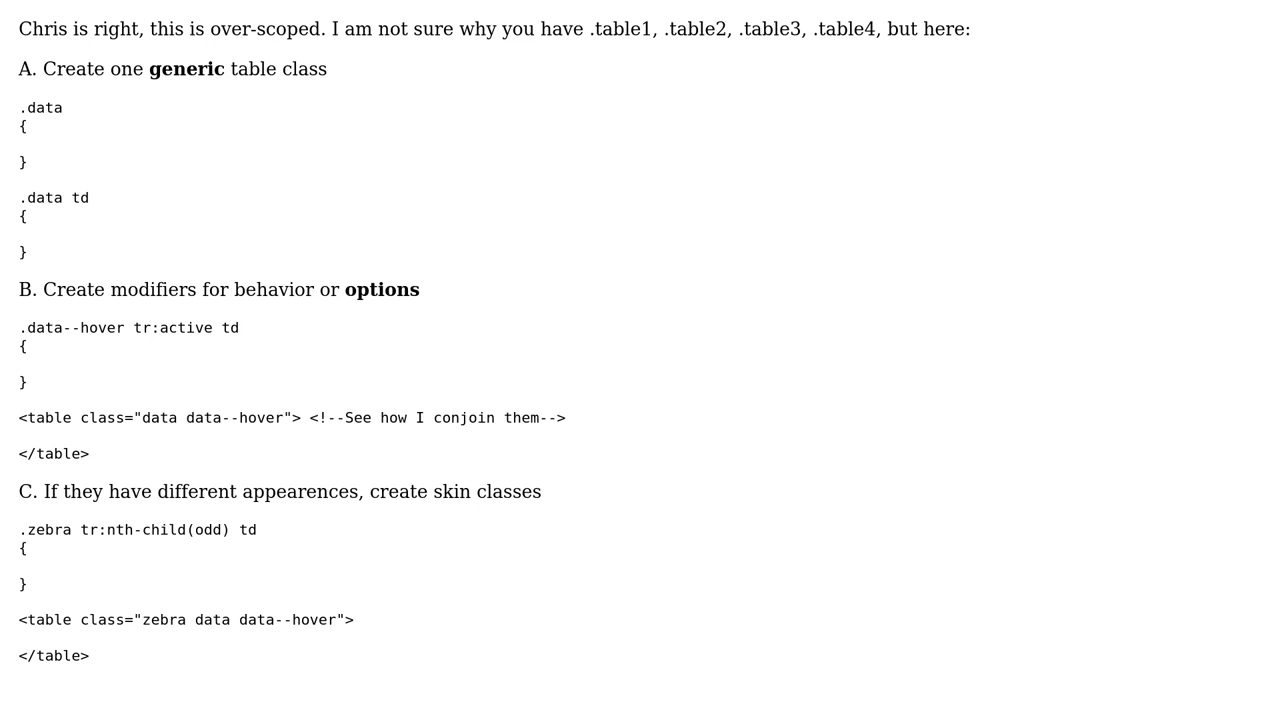 Chris is right, this is over-scoped. I am not sure why you have .table1, .table2, .table3, .table4, but here:
A. Create one generic table class
.data
{
}
.data td
{
}
B. Create modifiers for behavior or options
.data--hover tr:active td
{
}
<table class="data data--hover"> <!--See how I conjoin them-->
</table>
C. If they have different appearences, create skin classes
.zebra tr:nth-child(odd) td
{
}
<table class="zebra data data--hover">
</table>